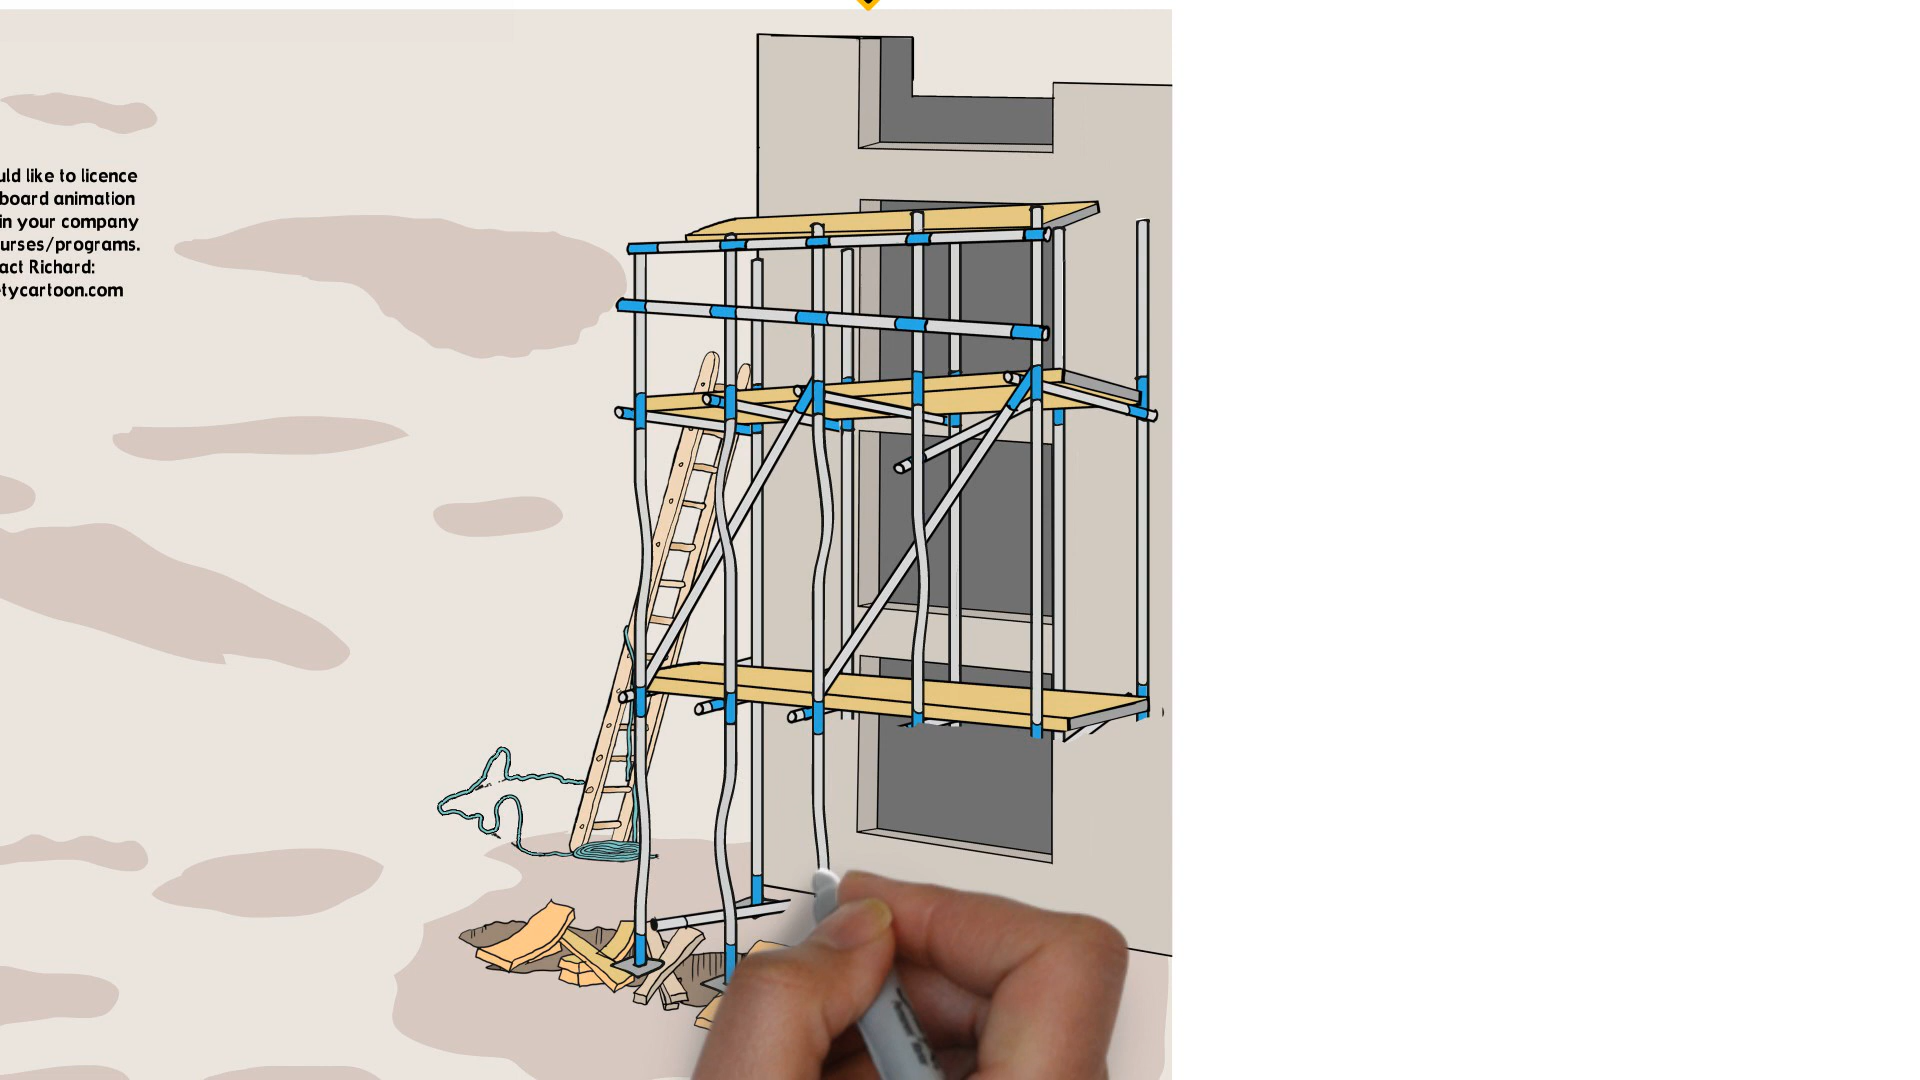 uld like to licence
board animation
in your company
urses/programs.
act Richard:
tycartoon.com